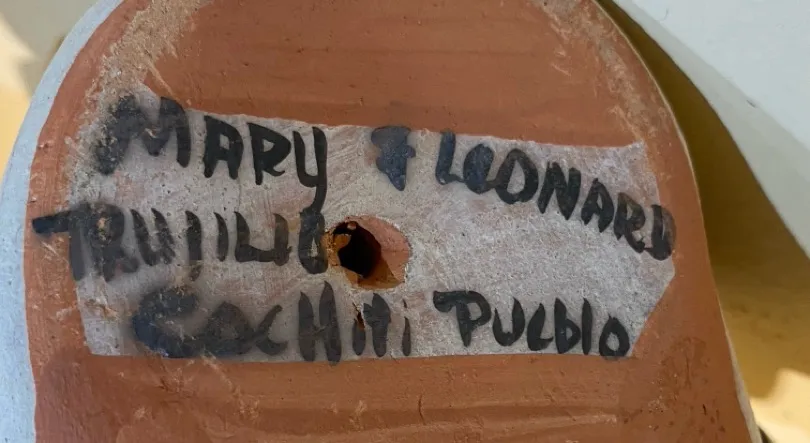 MARY & LEONARD
TRUJILLO
COCHITI PUEBLO